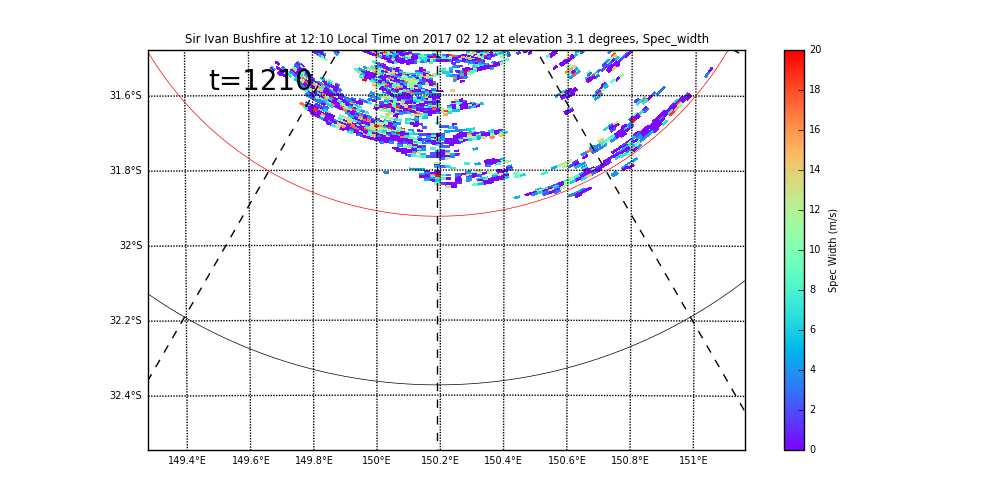 Sir Ivan Bushfire at 12:10 Local Time on 2017 02 12 at elevation 3.1 degrees, Spec_width
t=1210
31.6°S
31.8°S
32°S
32.2°S
32.4°S
149.4°E 149.6°E 149.8°E 150°E 150.2°E 150.4°E 150.6°E 150.8°E 151°E
20
18
16
14
12
10
8
6
4
2
0
Spec Width (m/s)